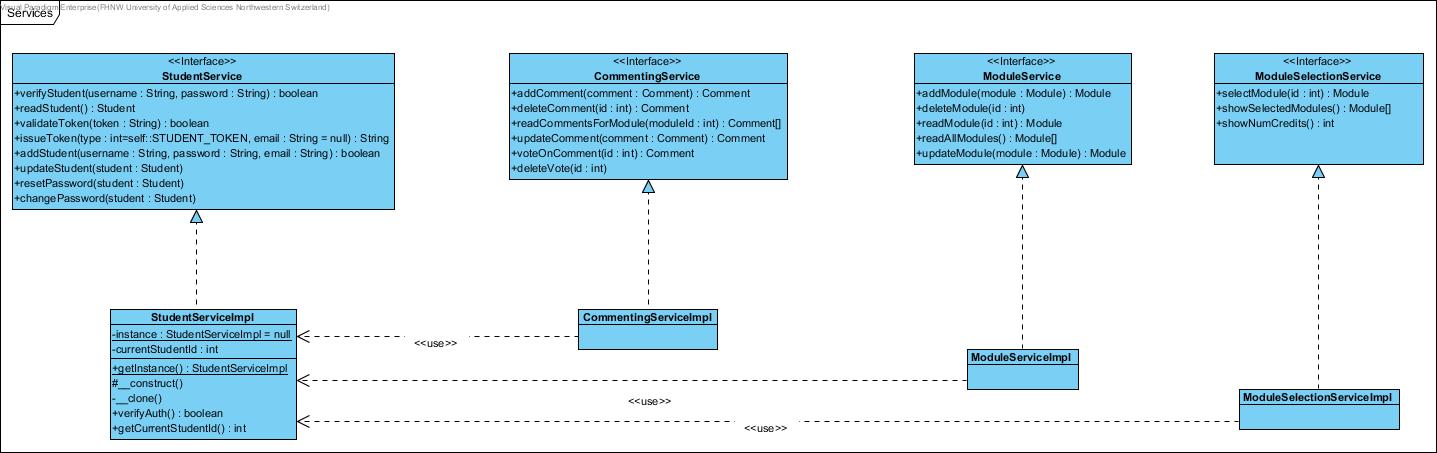 Visual Paradigm Enterprise(FHNW University of Applied Sciences Northwestern Switzerland)
Services
<<Interface>>
StudentService
+verifyStudent(username : String, password : String) : boolean
+readStudent() : Student
+validateToken(token : String) : boolean
+issueToken(type : int=self::STUDENT_TOKEN, email : String = null) : String
+addStudent(username : String, password : String, email : String) : boolean
+updateStudent(student : Student)
+resetPassword(student : Student)
+changePassword(student : Student)
<<Interface>>
CommentingService
+addComment(comment : Comment) : Comment
+deleteComment(id : int) : Comment
+readCommentsForModule(moduleId : int) : Comment[]
+updateComment(comment : Comment) : Comment
+voteOnComment(id : int) : Comment
+deleteVote(id : int)
<<Interface>>
ModuleService
+addModule(module : Module) : Module
+deleteModule(id : int)
+readModule(id : int) : Module
+readAllModules() : Module[]
+updateModule(module : Module) : Module
<<Interface>>
ModuleSelectionService
+selectModule(id : int) : Module
+showSelectedModules() : Module[]
+showNumCredits() : int
StudentServiceImpl
-instance : StudentServiceImpl = null
-currentStudentId : int
+getInstance() : StudentServiceImpl
#__construct()
-__clone()
+verifyAuth() : boolean
+getCurrentStudentId() : int
<<use>>
CommentingServiceImpl
<<use>>
ModuleServiceImpl
<<use>>
ModuleSelectionServiceImpl